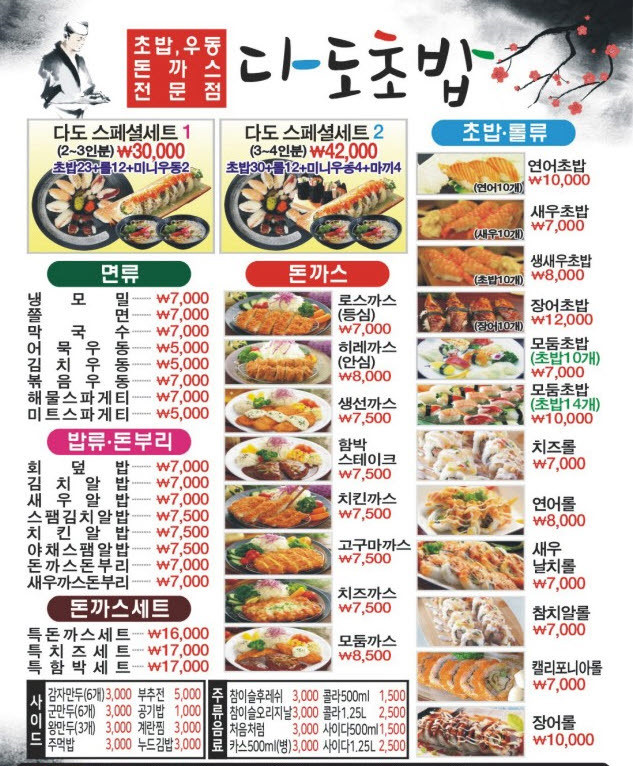 초밥,우동
돈까스
전문점
다도초밥
다도 스페셜세트 1
(2~3인분) ₩30,000
초밥23+롤12+미니우동2
다도 스페셜세트 2
(3~4인분) ₩42,000
초밥30+롤12+미니우동4+마끼4
면류
냉모밀 ₩7,000
쫄면 ₩7,000
막국수 ₩7,000
어묵우동 ₩5,000
김치우동 ₩5,000
볶음우동 ₩7,000
해물스파게티 ₩7,000
미트스파게티 ₩5,000
밥류·돈부리
회덮밥 ₩7,000
김치알밥 ₩7,000
새우알밥 ₩7,000
스팸김치알밥 ₩7,500
치킨알밥 ₩7,500
야채스팸알밥 ₩7,500
돈까스돈부리 ₩7,000
새우까스돈부리 ₩7,000
돈까스세트
특돈까스세트 ₩16,000
특치즈세트 ₩17,000
특함박세트 ₩17,000
돈까스
로스까스
(등심)
₩7,000
히레까스
(안심)
₩8,000
생선까스
₩7,500
함박
스테이크
₩7,500
치킨까스
₩7,500
고구마까스
₩7,500
치즈까스
₩7,500
모둠까스
₩8,500
초밥·롤류
(연어10개)
연어초밥
₩10,000
(새우10개)
새우초밥
₩7,000
(초밥10개)
생새우초밥
₩8,000
(장어10개)
장어초밥
₩12,000
모둠초밥
(초밥10개)
₩7,000
모둠초밥
(초밥14개)
₩10,000
치즈롤
₩7,000
연어롤
₩8,000
새우
날치롤
₩7,000
참치알롤
₩7,000
캘리포니아롤
₩7,000
장어롤
₩10,000
사이드
감자만두(6개) 3,000 부추전 5,000
군만두(6개) 3,000 공기밥 1,000
왕만두(3개) 3,000 계란찜 3,000
주먹밥 3,000 누드김밥 3,000
주류음료
참이슬후레쉬 3,000 콜라500ml 1,500
참이슬오리지날 3,000 콜라1.25L 2,500
처음처럼 3,000 사이다500ml 1,500
카스500ml(병) 3,000 사이다1.25L 2,500